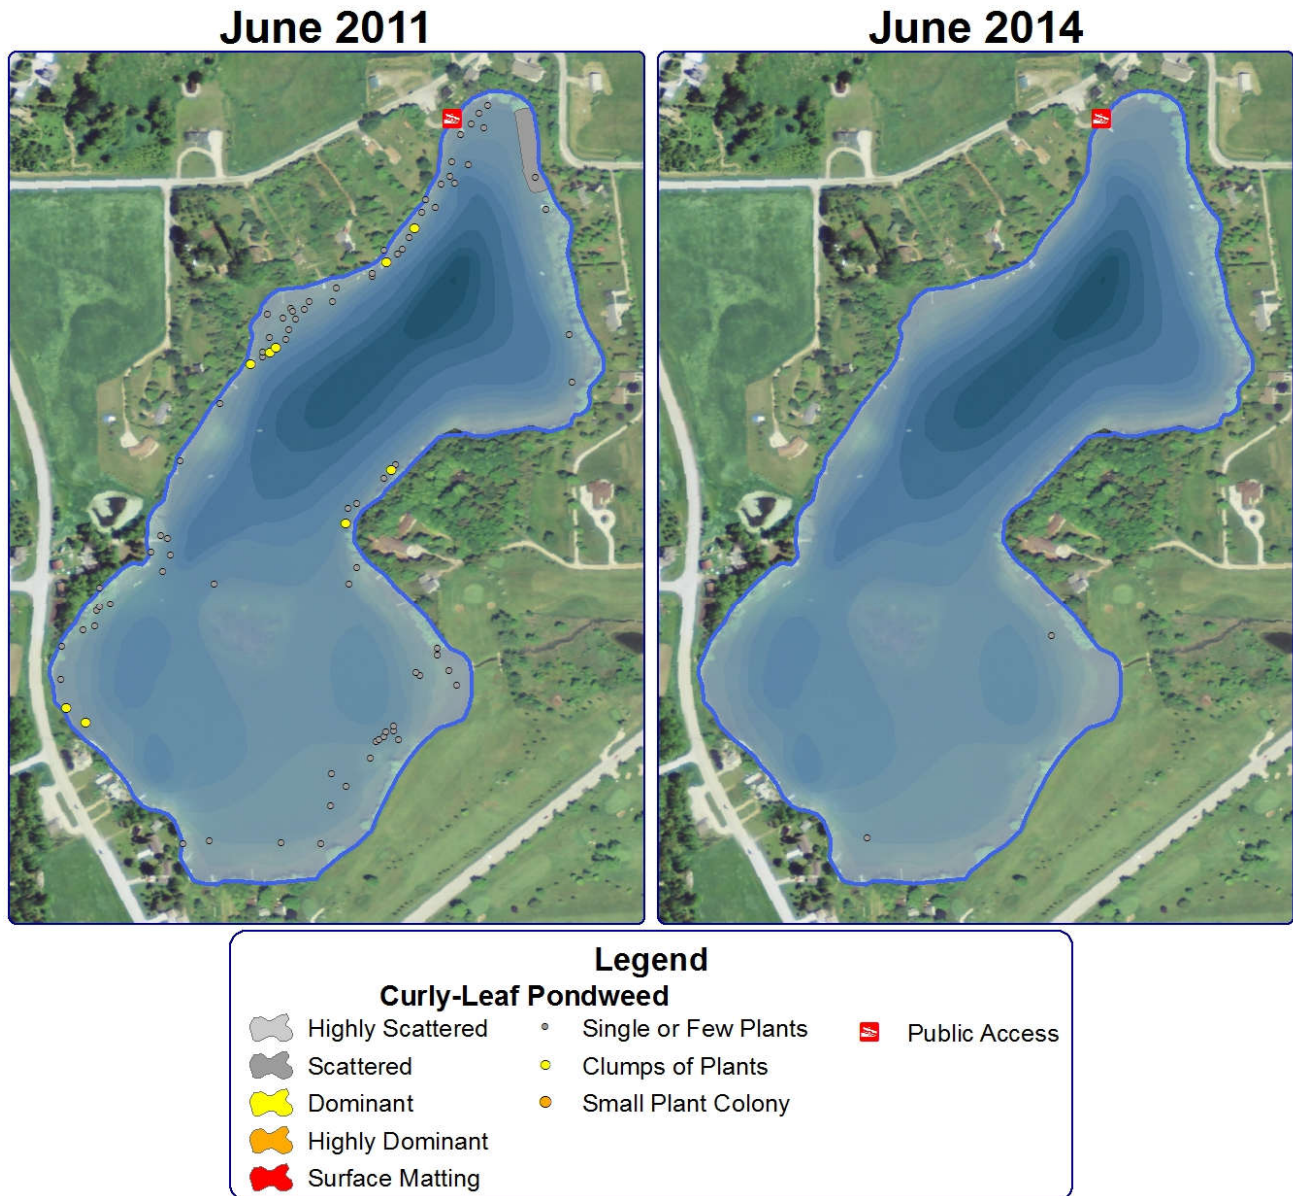 June 2011
June 2014
Legend
Curly-Leaf Pondweed
Highly Scattered
Scattered
Dominant
Highly Dominant
Surface Matting
Single or Few Plants
Clumps of Plants
Small Plant Colony
Public Access